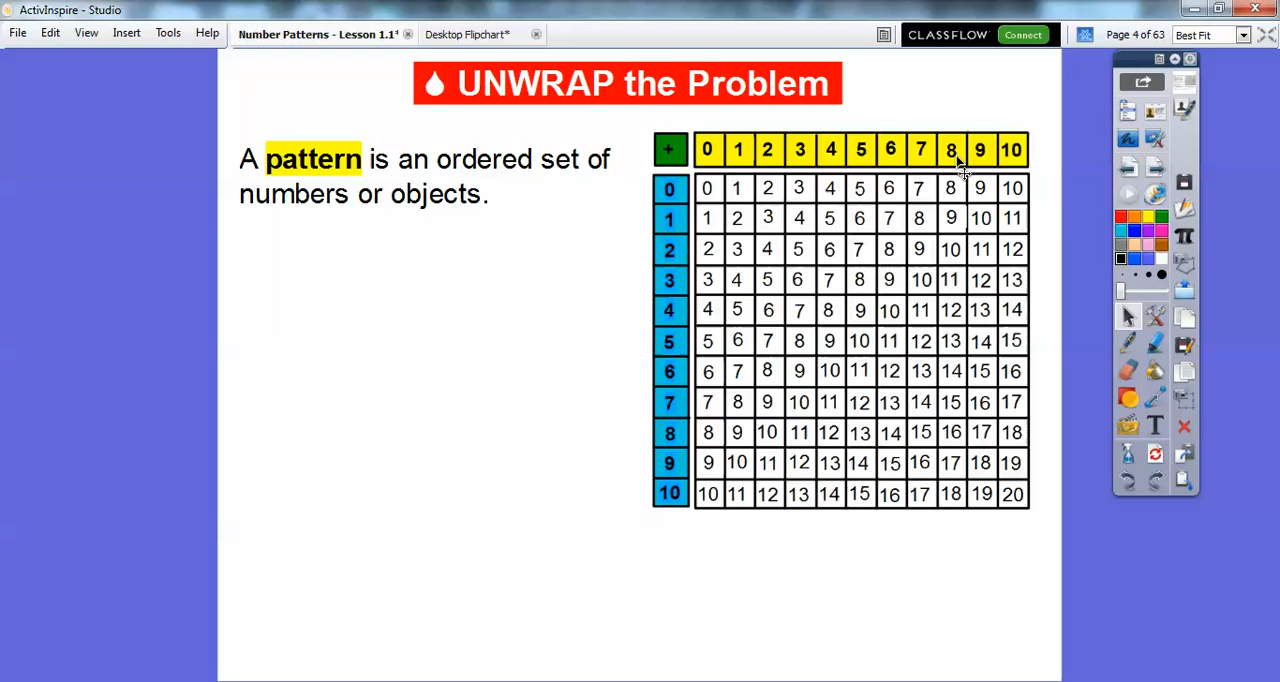 ActivInspire - Studio
File Edit View Insert Tools Help
Number Patterns - Lesson 1.1*
Desktop Flipchart*
CLASSFLOW Connect
Page 4 of 63
Best Fit
UNWRAP the Problem
A pattern is an ordered set of
numbers or objects.
+ 0 1 2 3 4 5 6 7 8 9 10
0 0 1 2 3 4 5 6 7 8 9 10
1 1 2 3 4 5 6 7 8 9 10 11
2 2 3 4 5 6 7 8 9 10 11 12
3 3 4 5 6 7 8 9 10 11 12 13
4 4 5 6 7 8 9 10 11 12 13 14
5 5 6 7 8 9 10 11 12 13 14 15
6 6 7 8 9 10 11 12 13 14 15 16
7 7 8 9 10 11 12 13 14 15 16 17
8 8 9 10 11 12 13 14 15 16 17 18
9 9 10 11 12 13 14 15 16 17 18 19
10 10 11 12 13 14 15 16 17 18 19 20